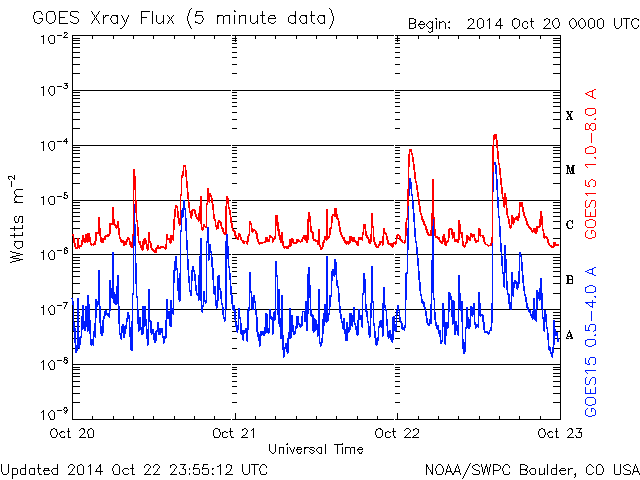 GOES Xray Flux (5 minute data)
Begin: 2014 Oct 20 0000 UTC
10-2
10-3
10-4
10-5
10-6
10-7
10-8
10-9
Watts m-2
X
M
C
B
A
GOES15 1.0-8.0 A
GOES15 0.5-4.0 A
Oct 20
Oct 21
Oct 22
Oct 23
Universal Time
Updated 2014 Oct 22 23:55:12 UTC
NOAA/SWPC Boulder, CO USA